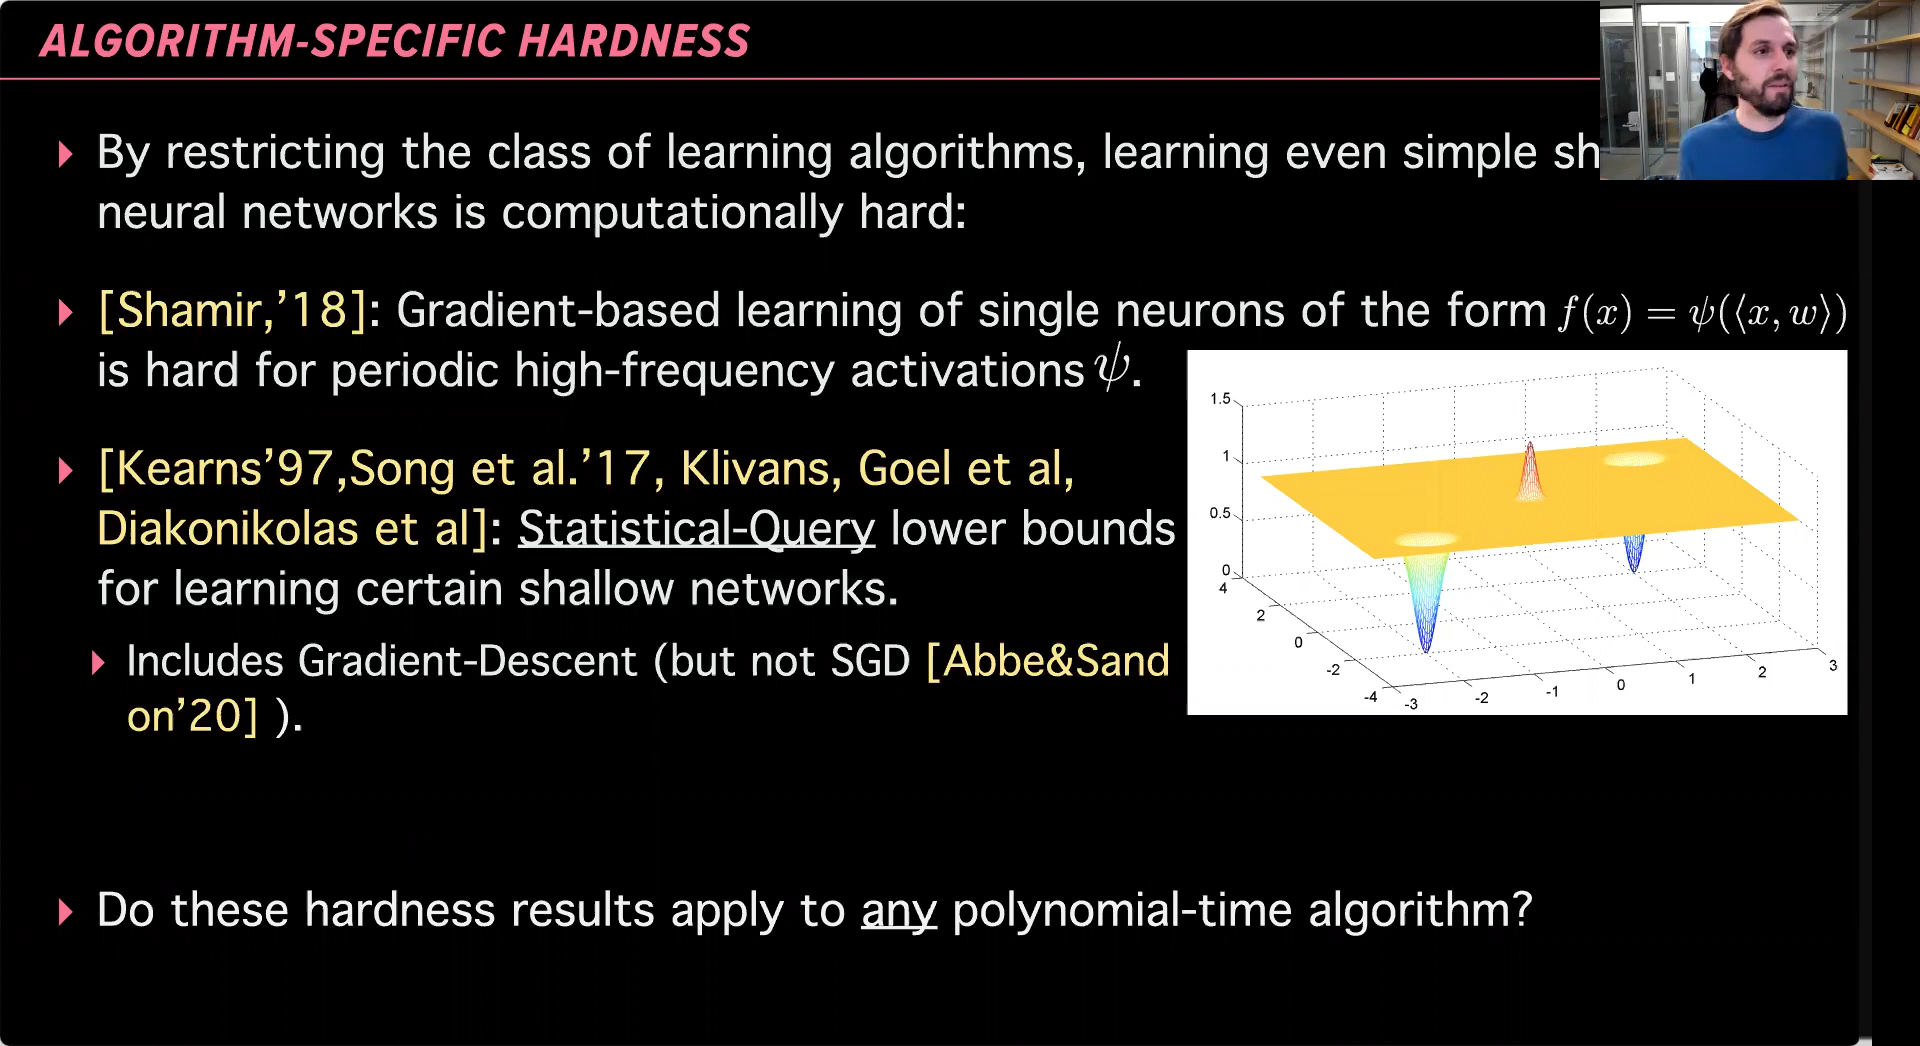 ALGORITHM-SPECIFIC HARDNESS
By restricting the class of learning algorithms, learning even simple sh
neural networks is computationally hard:
[Shamir,’18]: Gradient-based learning of single neurons of the form f(x) = ψ(⟨x, w⟩)
is hard for periodic high-frequency activations ψ.
[Kearns’97,Song et al.’17, Klivans, Goel et al,
Diakonikolas et al]: Statistical-Query lower bounds
for learning certain shallow networks.
Includes Gradient-Descent (but not SGD [Abbe&Sand
on’20] ).
1.5
1
0.5
0
4
2
0
-2
-4
-3
-2
-1
0
1
2
3
Do these hardness results apply to any polynomial-time algorithm?